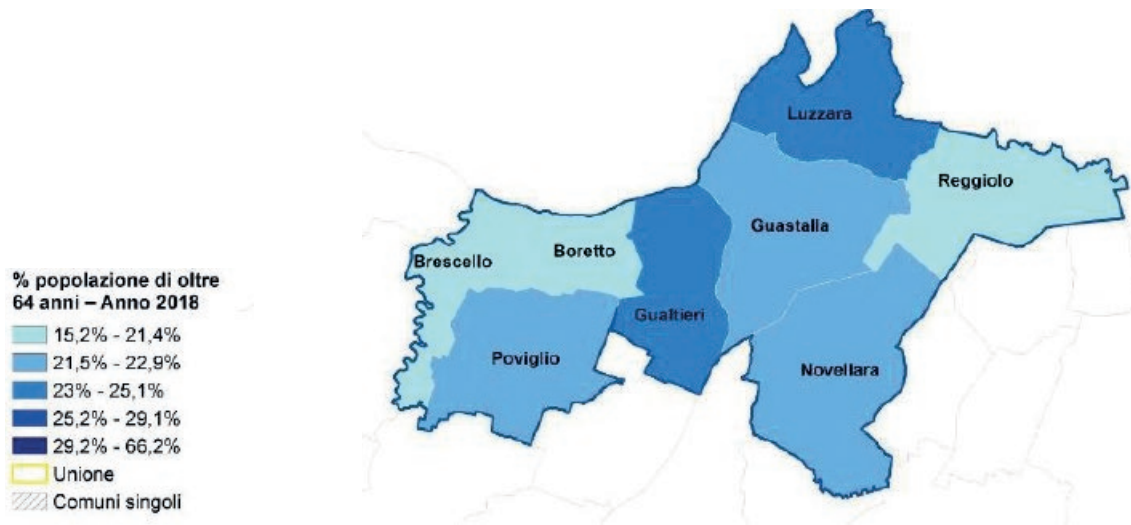 Luzzara
Reggiolo
Guastalla
Boretto
Brescello
Gualtieri
Poviglio
Novellara
% popolazione di oltre
64 anni – Anno 2018
15,2% - 21,4%
21,5% - 22,9%
23% - 25,1%
25,2% - 29,1%
29,2% - 66,2%
Unione
Comuni singoli